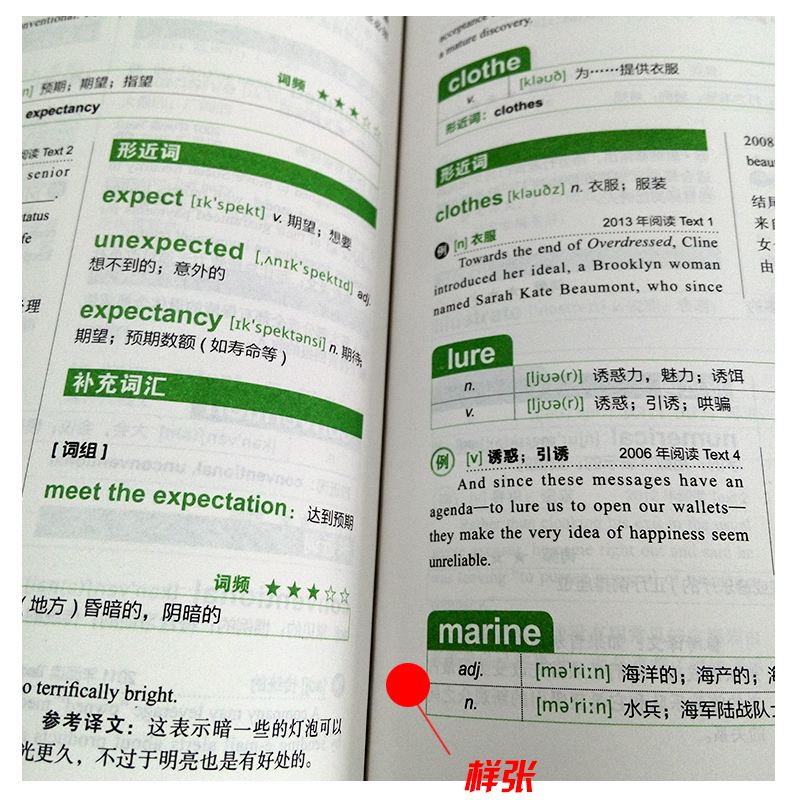 onventional.
n] 预期；期望；指望
词频 ★★★☆☆
expectancy
阅读 Text 2
senior
形近词
expect [ɪk'spekt] v. 期望；想要
unexpected [ˌʌnɪk'spektɪd] adj.
想不到的；意外的
expectancy [ɪk'spektənsi] n. 期待；
期望；预期数额（如寿命等）
补充词汇
[ 词组 ]
meet the expectation：达到预期
词频 ★★★☆☆
（地方）昏暗的，阴暗的
o terrifically bright.
参考译文：这表示暗一些的灯泡可以
光更久，不过于明亮也是有好处的。
acceptance
a mature discovery.
clothe
v. [kləʊð] 为……提供衣服
形近词：clothes
形近词
clothes [kləʊðz] n. 衣服；服装
例 [n] 衣服 2013 年阅读 Text 1
Towards the end of Overdressed, Cline
introduced her ideal, a Brooklyn woman
named Sarah Kate Beaumont, who since
2008
beau
结尾
来自
女子
由
lure
n. [ljʊə(r)] 诱惑力，魅力；诱饵
v. [ljʊə(r)] 诱惑；引诱；哄骗
例 [v] 诱惑；引诱 2006 年阅读 Text 4
And since these messages have an
agenda—to lure us to open our wallets—
they make the very idea of happiness seem
unreliable.
marine
adj. [mə'riːn] 海洋的；海产的；海
n. [mə'riːn] 水兵；海军陆战队士
样张